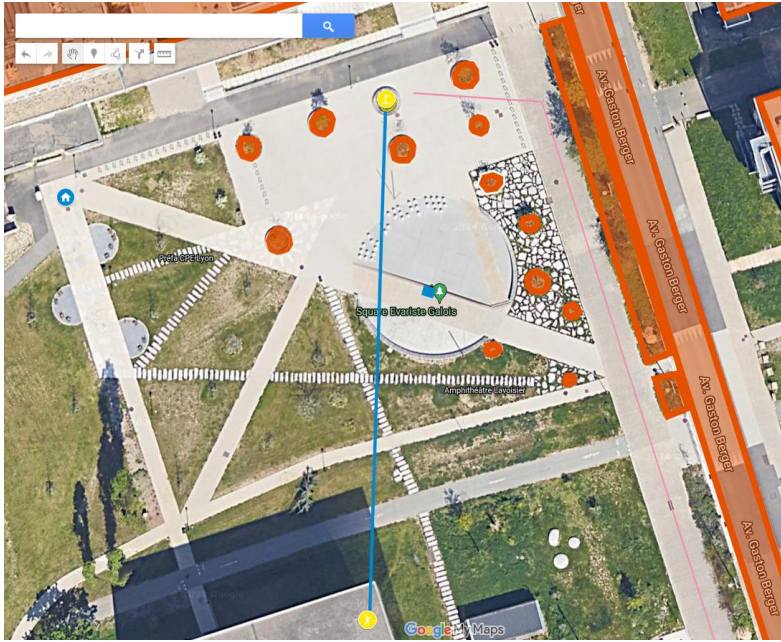 Av. Gaston Berger
Av. Gaston Berger
Préfa CPE Lyon
Square Evariste Galois
Amphithéâtre Lavoisier
Av. Gaston Berger
Av. Gaston Berger
Google My Maps